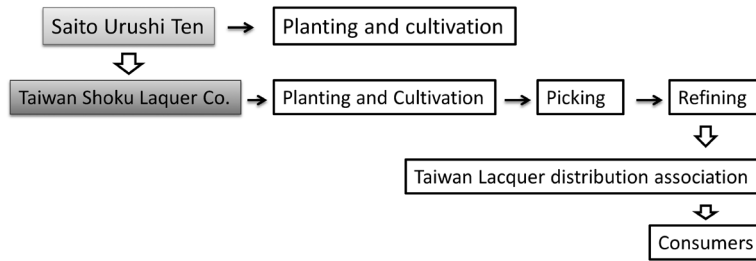 Saito Urushi Ten
Planting and cultivation
Taiwan Shoku Laquer Co.
Planting and Cultivation
Picking
Refining
Taiwan Lacquer distribution association
Consumers